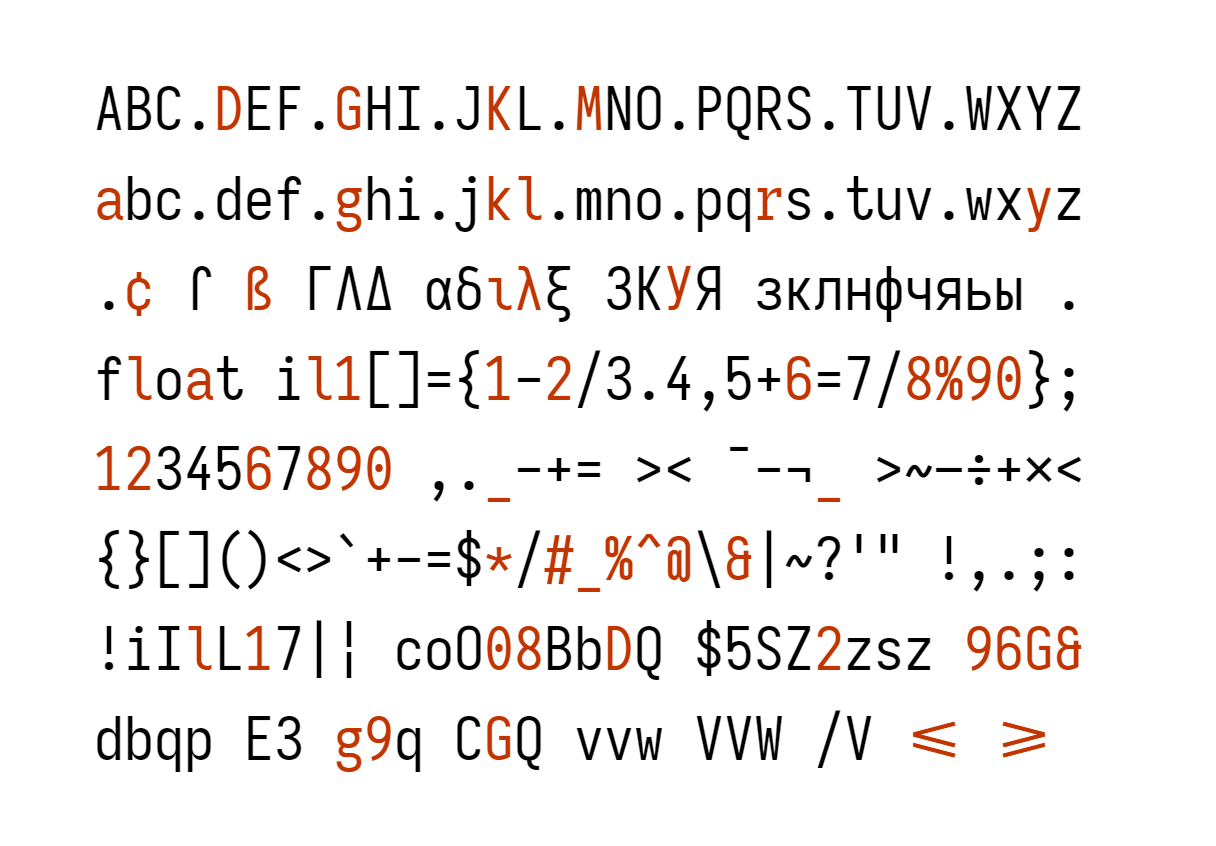 ABC.DEF.GHI.JKL.MNO.PQRS.TUV.WXYZ
abc.def.ghi.jkl.mno.pqrs.tuv.wxyz
.¢ ſ ß ΓΛΔ αδιλξ ЗКУЯ зклнфчяьы .
float il1[]={1-2/3.4,5+6=7/8%90};
1234567890 ,._-+= >< ¯-¬_ >~–÷+×<
{}[]()<>`+-=$*/#_%^@\&|~?'" !,.;:
!iIlL17|¦ coO08BbDQ $5SZ2zsz 96G&
dbqp E3 g9q CGQ vvw VVW /V <= >=